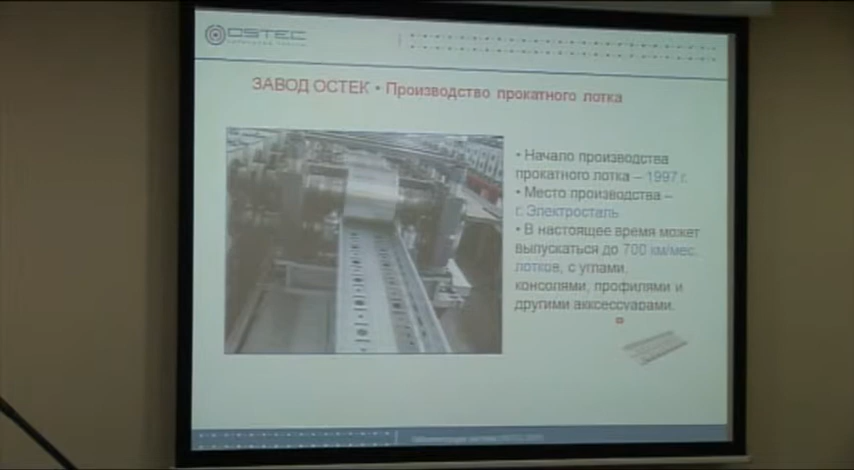 OSTEC
ЗАВОД ОСТЕК • Производство прокатного лотка
• Начало производства
прокатного лотка – 1997 г.
• Место производства –
г. Электросталь
• В настоящее время может
выпускаться до 700 км/мес.
лотков, с углами,
консолями, профилями и
другими акксессуарами.